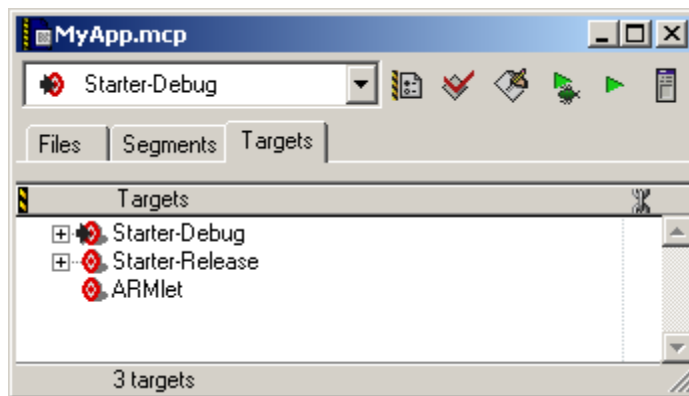 MyApp.mcp
Starter-Debug
Files Segments Targets
Targets
Starter-Debug
Starter-Release
ARMlet
3 targets